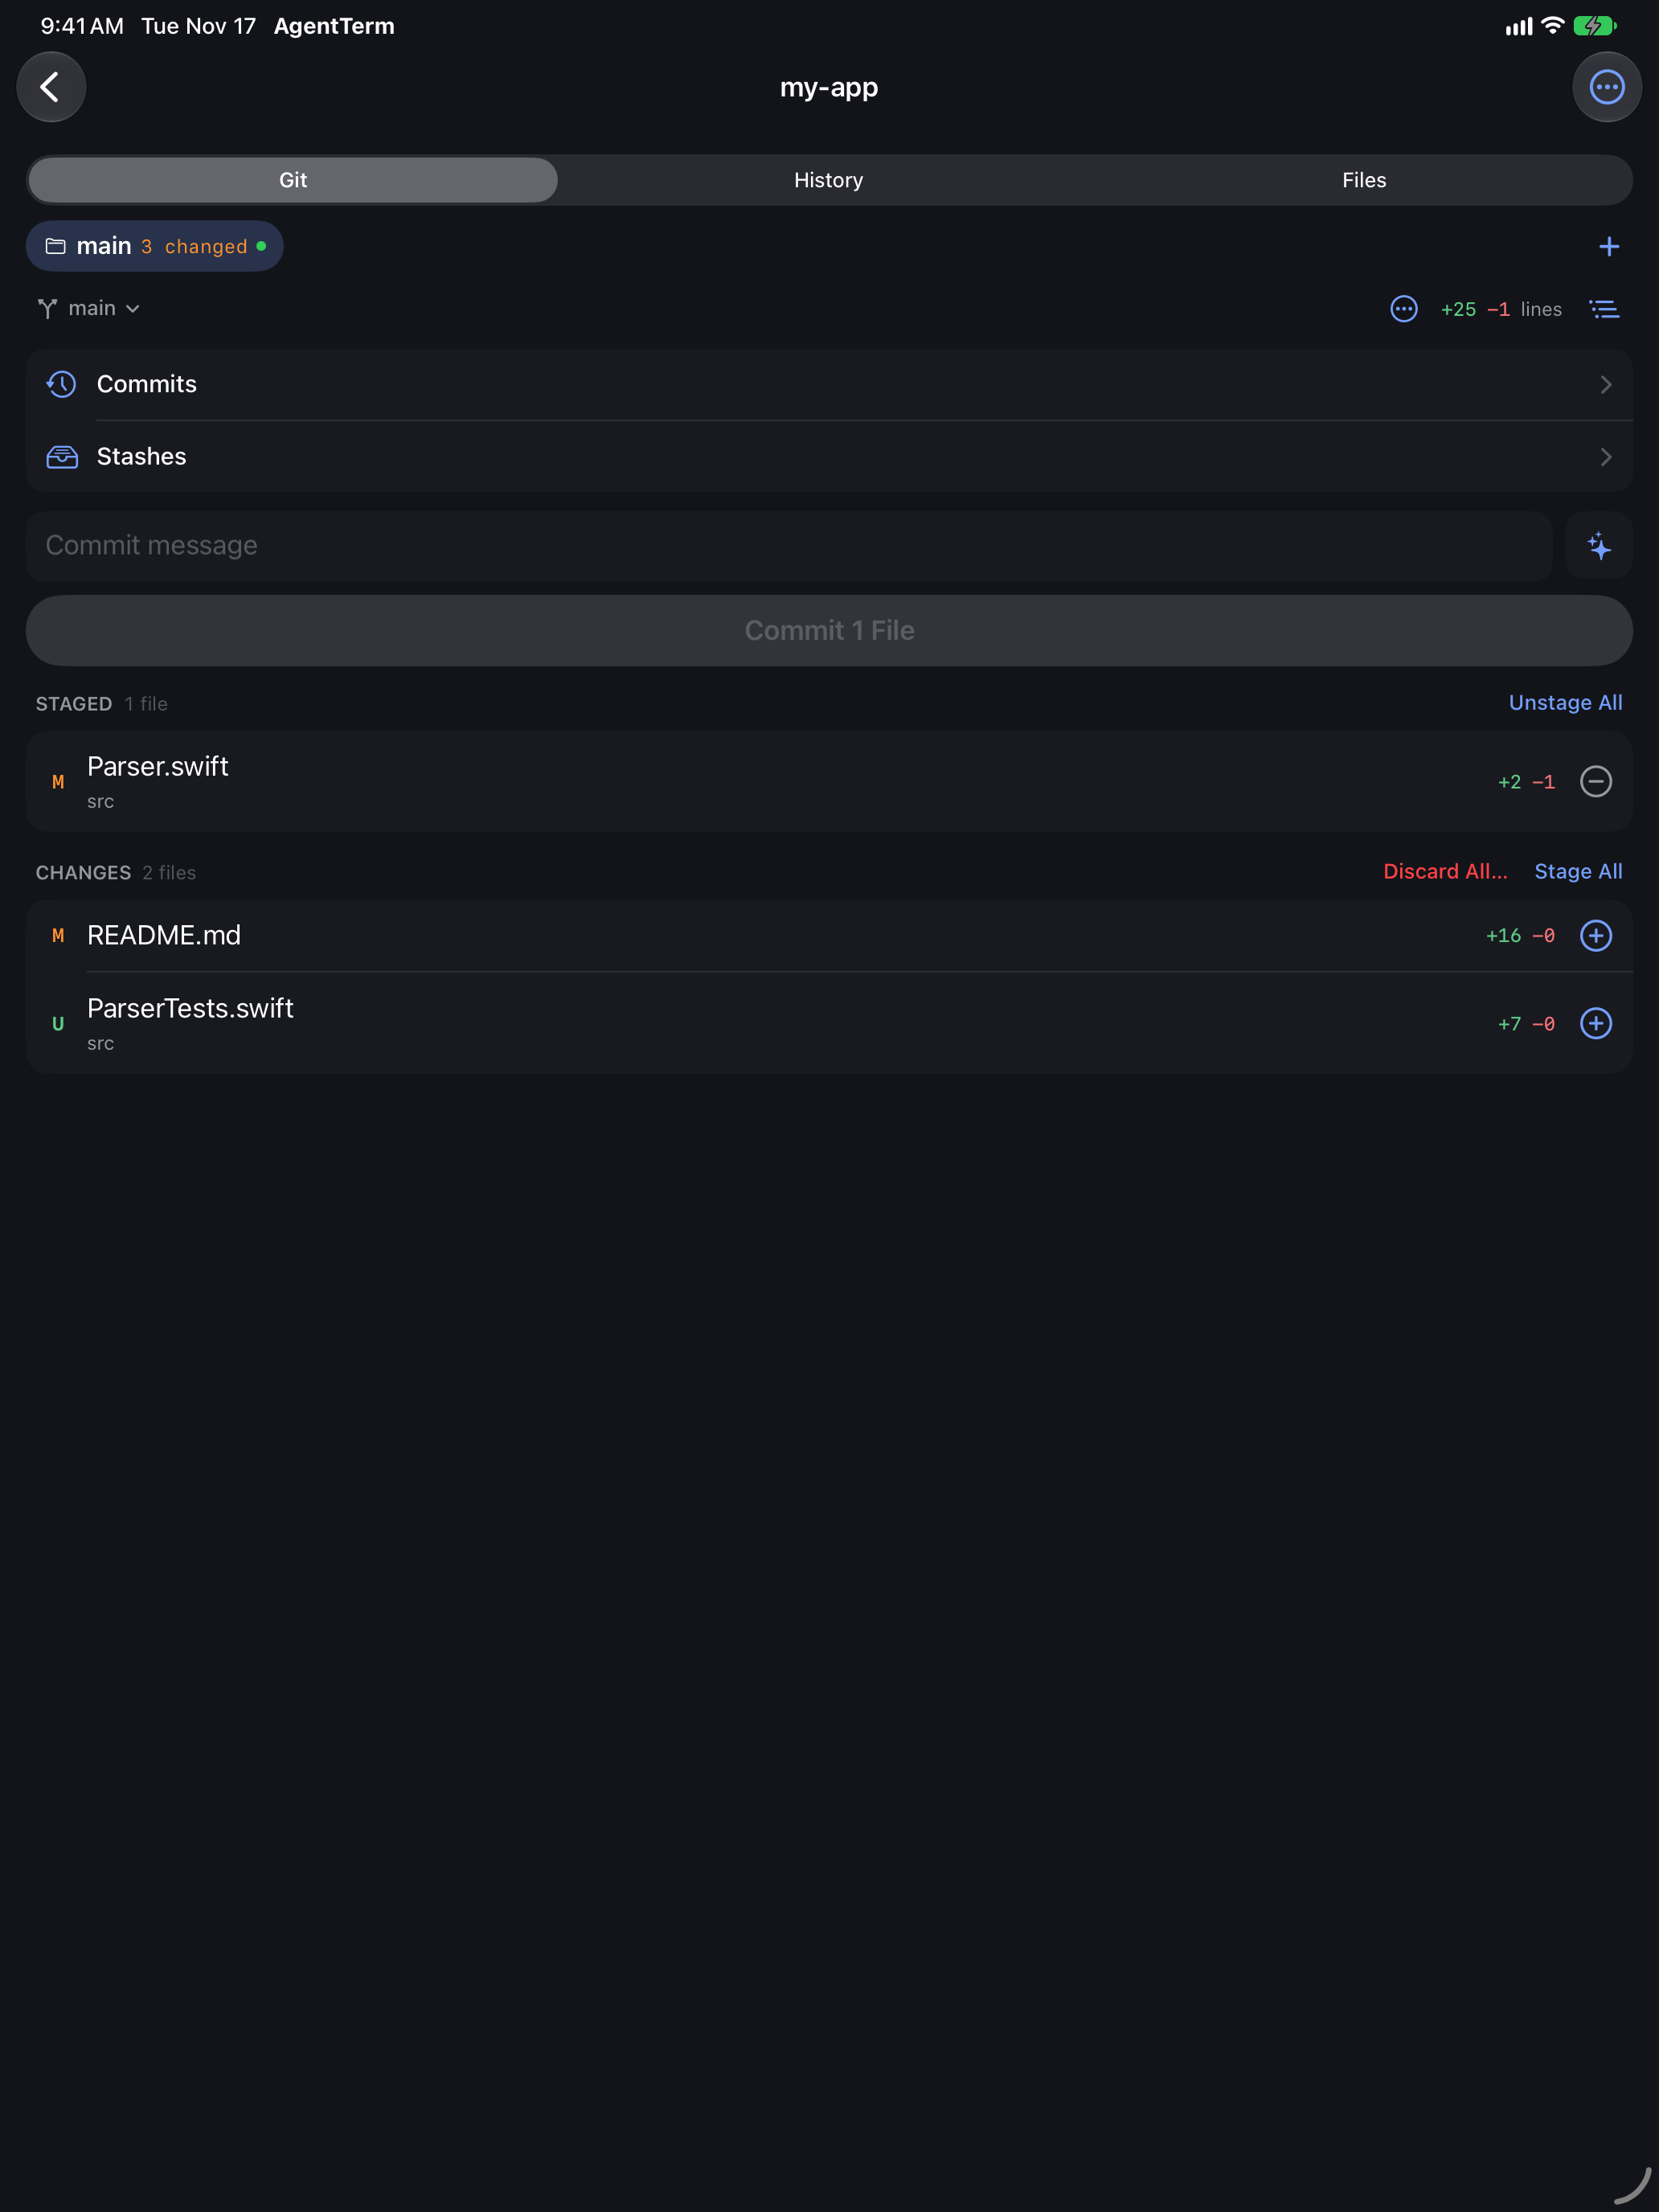 9:41 AM Tue Nov 17 AgentTerm
my-app
Git History Files
main 3 changed
main +25 −1 lines
Commits
Stashes
Commit message
Commit 1 File
STAGED 1 file Unstage All
M Parser.swift +2 −1
src
CHANGES 2 files Discard All... Stage All
M README.md +16 −0
U ParserTests.swift +7 −0
src